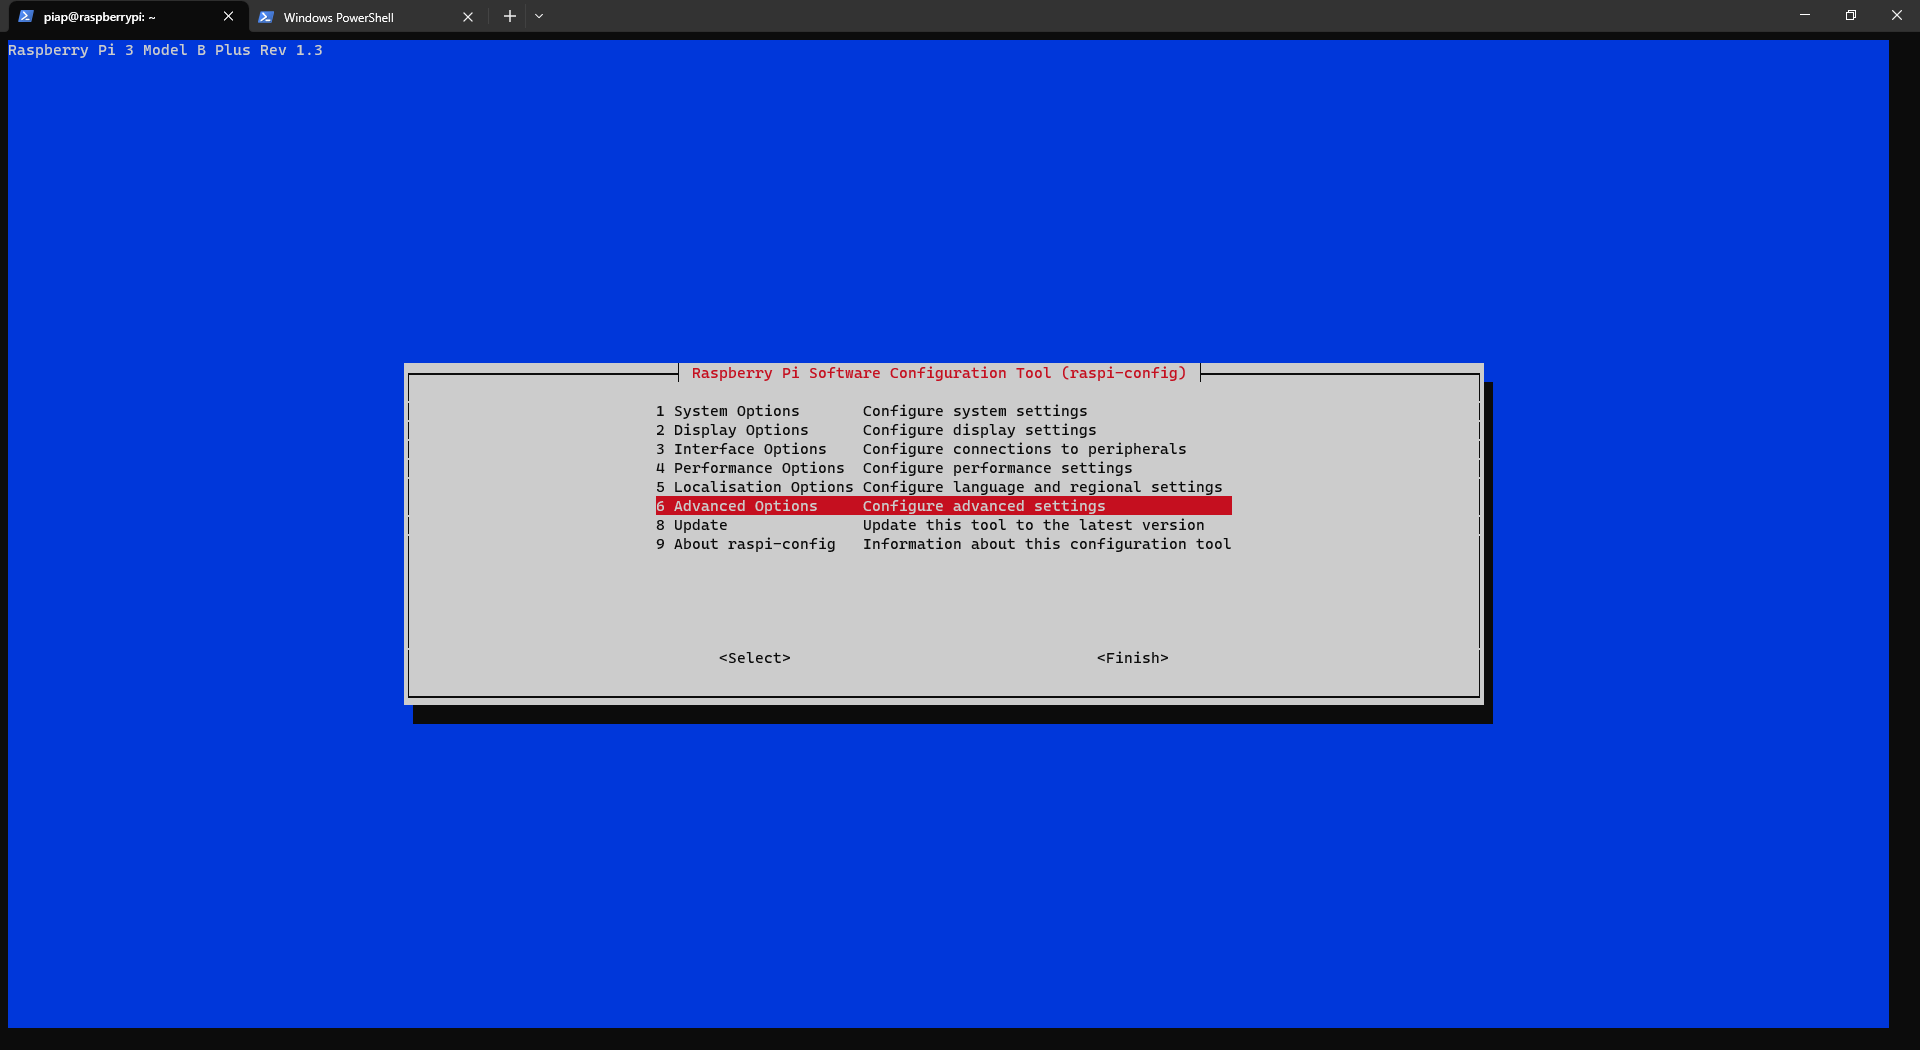 piap@raspberrypi: ~
Windows PowerShell
Raspberry Pi 3 Model B Plus Rev 1.3
Raspberry Pi Software Configuration Tool (raspi-config)
1 System Options Configure system settings
2 Display Options Configure display settings
3 Interface Options Configure connections to peripherals
4 Performance Options Configure performance settings
5 Localisation Options Configure language and regional settings
6 Advanced Options Configure advanced settings
8 Update Update this tool to the latest version
9 About raspi-config Information about this configuration tool
<Select> <Finish>